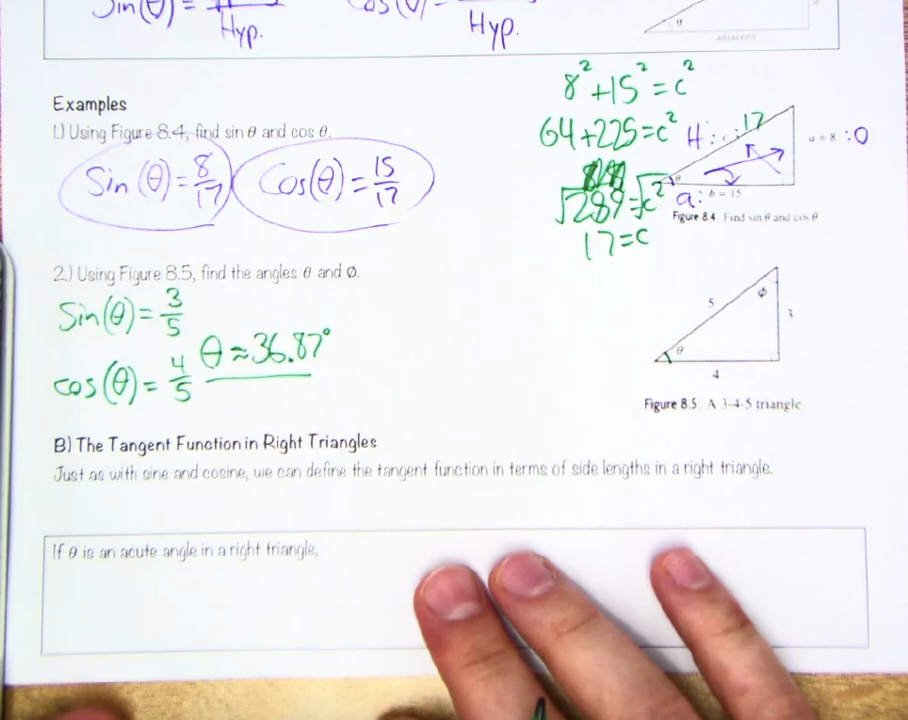 Sin(θ) =
Hyp.
Cos(θ) =
Hyp.
θ
adjacent
Examples
1.) Using Figure 8.4, find sin θ and cos θ.
Sin(θ) = 8/17
Cos(θ) = 15/17
8² + 15² = c²
64 + 225 = c²
√289 = √c²
17 = c
H: c: 17
a = 8 : O
θ
a: b = 15
Figure 8.4 Find sin θ and cos θ
2.) Using Figure 8.5, find the angles θ and ø.
Sin(θ) = 3/5
θ ≈ 36.87°
cos(θ) = 4/5
5
ϕ
3
θ
4
Figure 8.5 A 3-4-5 triangle
B) The Tangent Function in Right Triangles
Just as with sine and cosine, we can define the tangent function in terms of side lengths in a right triangle.
If θ is an acute angle in a right triangle,